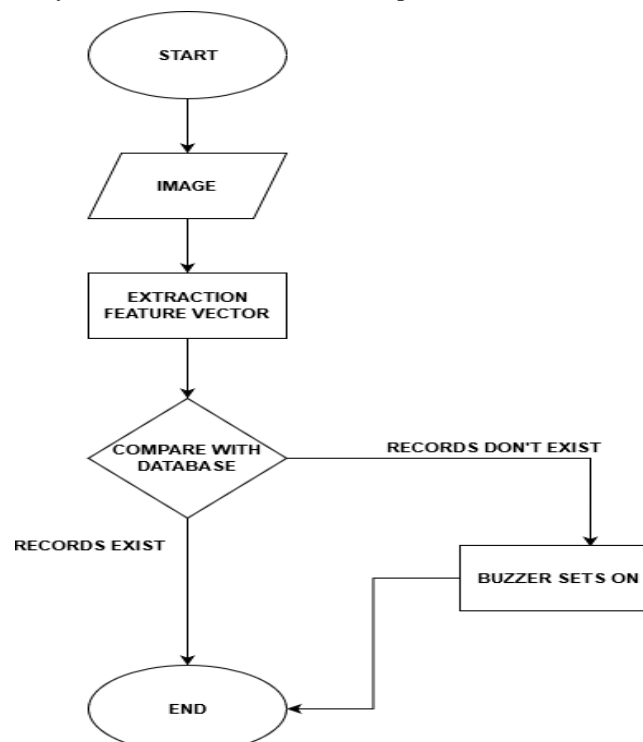 START
IMAGE
EXTRACTION
FEATURE VECTOR
COMPARE WITH
DATABASE
RECORDS DON'T EXIST
RECORDS EXIST
BUZZER SETS ON
END